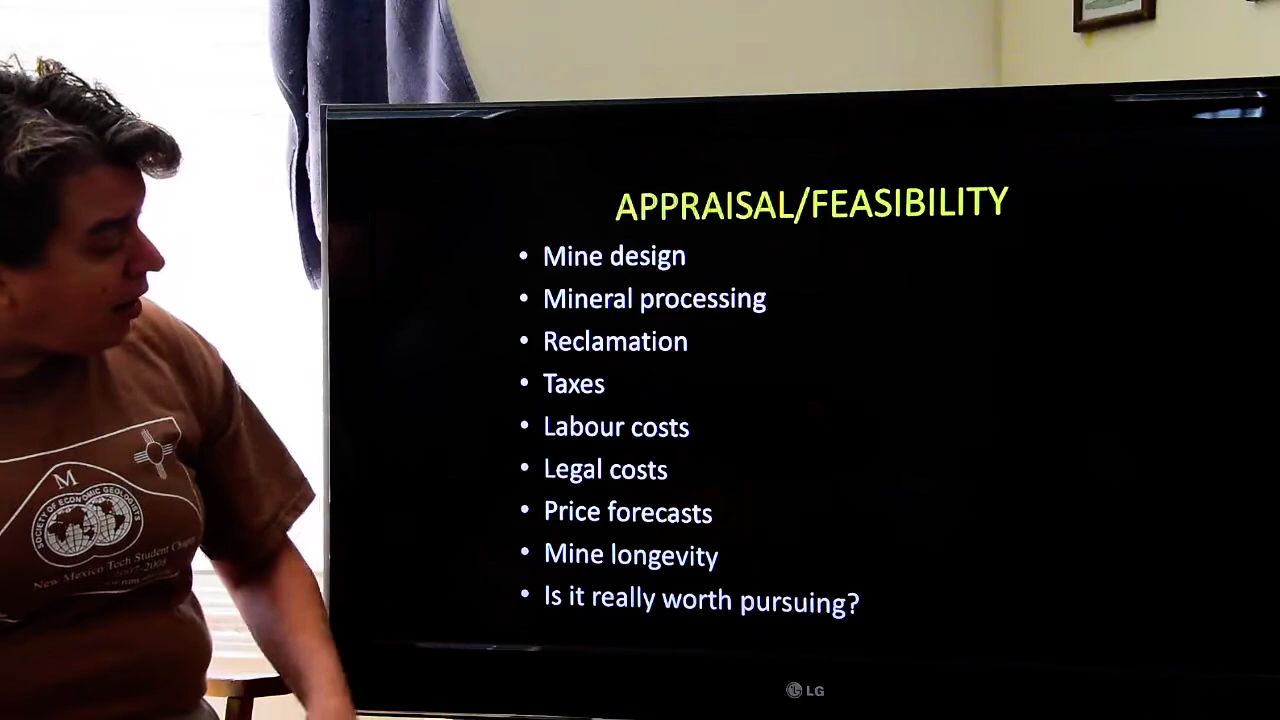 APPRAISAL/FEASIBILITY
• Mine design
• Mineral processing
• Reclamation
• Taxes
• Labour costs
• Legal costs
• Price forecasts
• Mine longevity
• Is it really worth pursuing?
LG
M
SOCIETY OF ECONOMIC GEOLOGISTS
New Mexico Tech Student